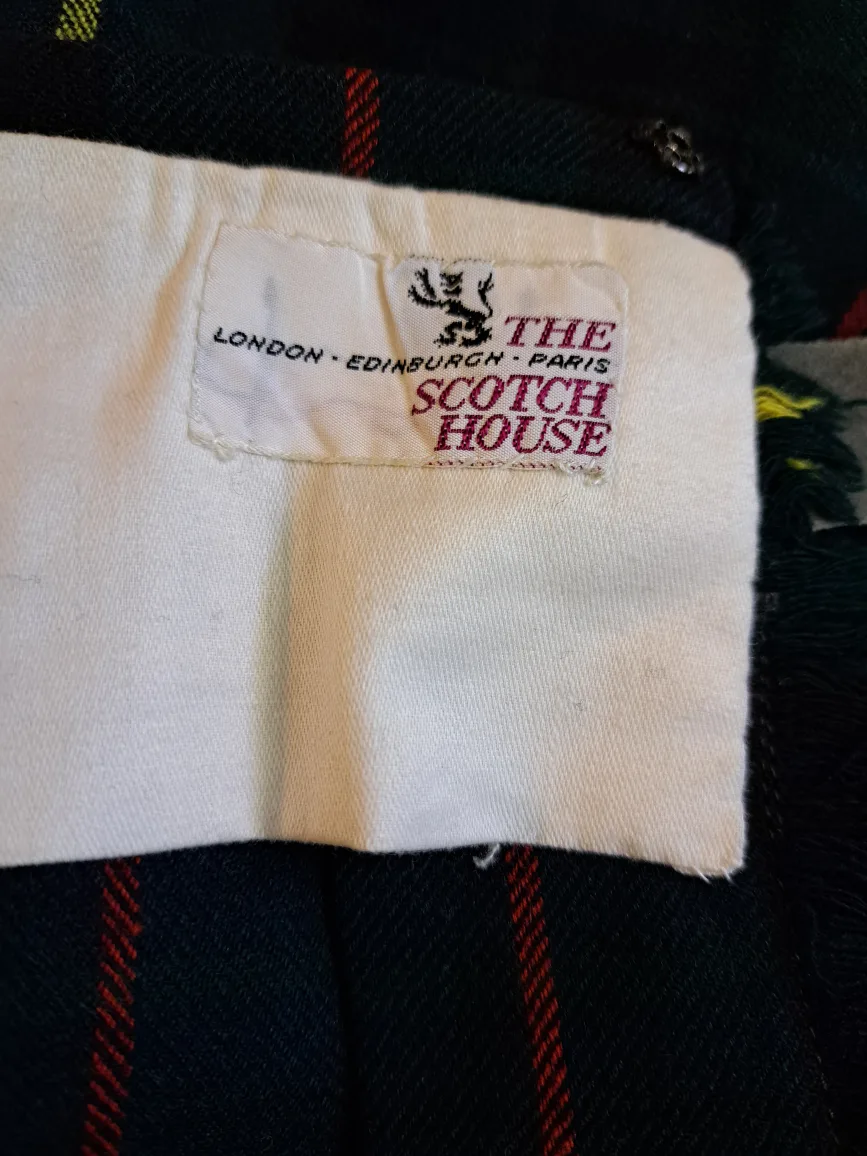 THE
LONDON · EDINBURGH · PARIS
SCOTCH
HOUSE